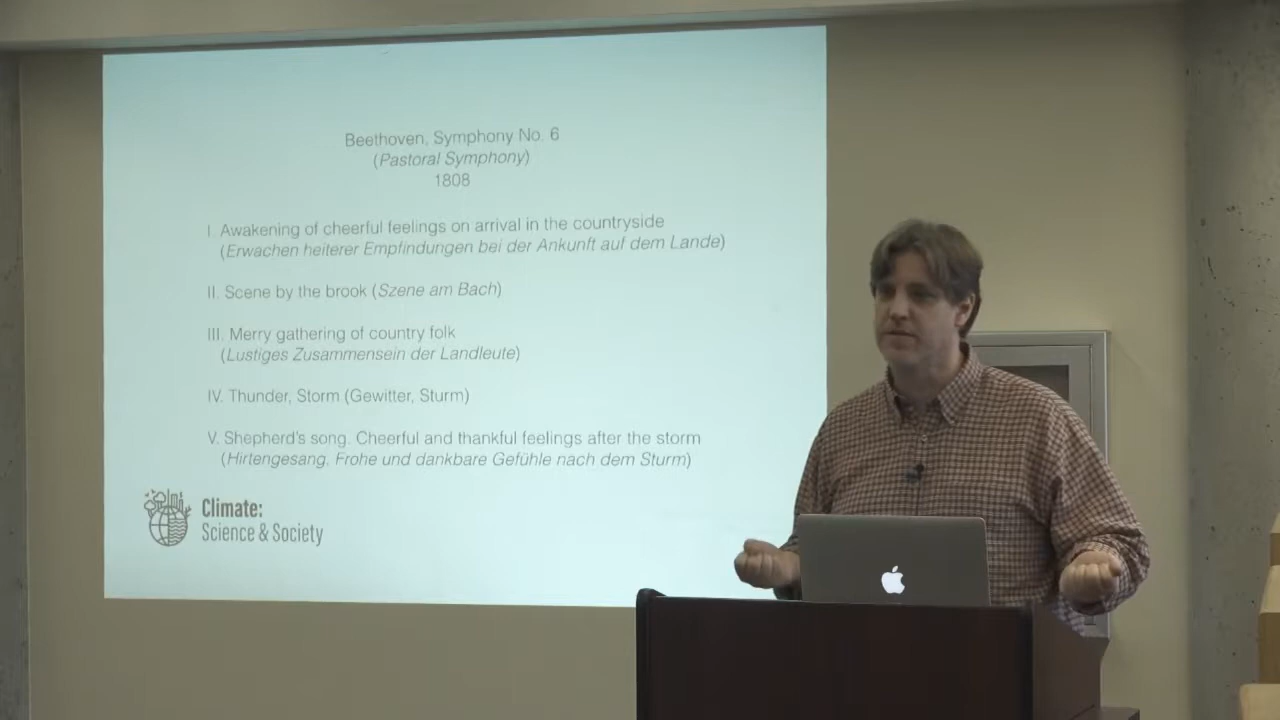 Beethoven, Symphony No. 6
(Pastoral Symphony)
1808
I. Awakening of cheerful feelings on arrival in the countryside
(Erwachen heiterer Empfindungen bei der Ankunft auf dem Lande)
II. Scene by the brook (Szene am Bach)
III. Merry gathering of country folk
(Lustiges Zusammensein der Landleute)
IV. Thunder, Storm (Gewitter, Sturm)
V. Shepherd's song. Cheerful and thankful feelings after the storm
(Hirtengesang. Frohe und dankbare Gefühle nach dem Sturm)
Climate:
Science & Society